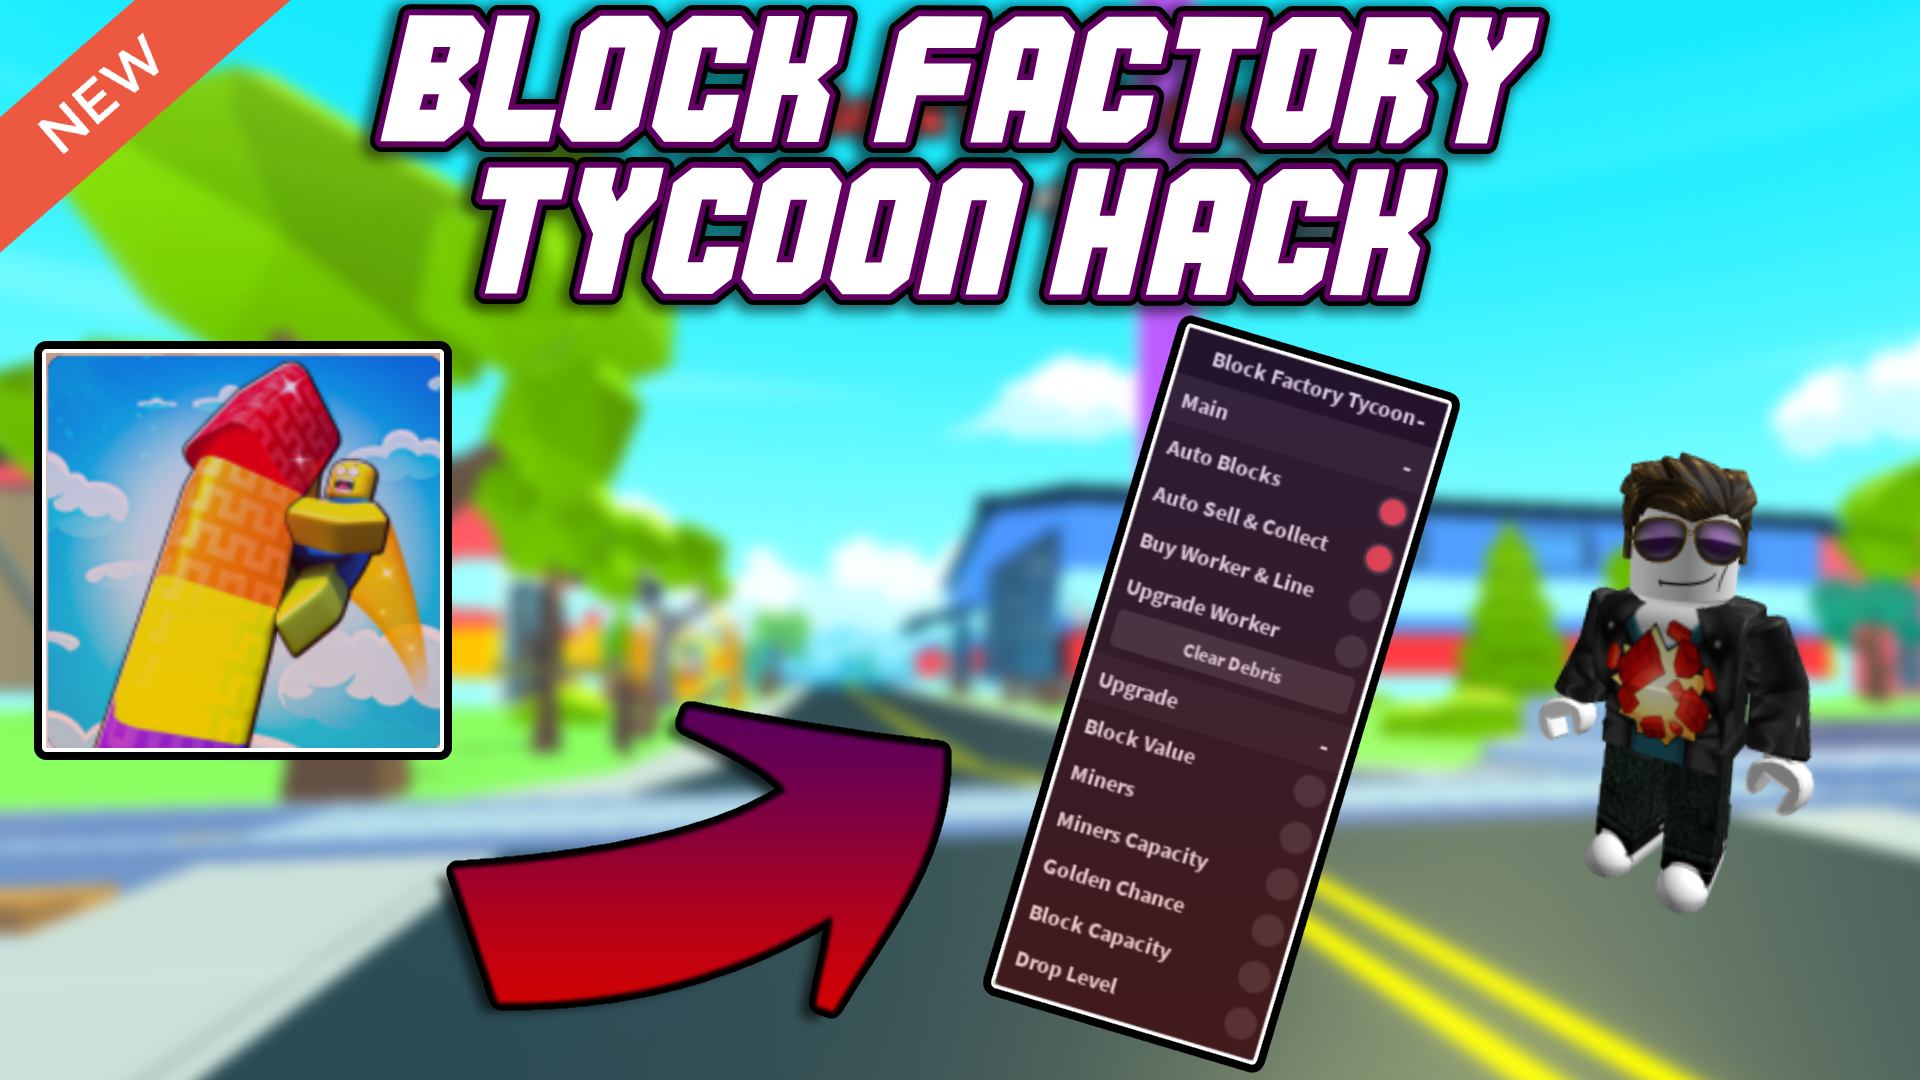 NEW
BLOCK FACTORY
TYCOON HACK
Block Factory Tycoon-
Main
-
Auto Blocks
Auto Sell & Collect
Buy Worker & Line
Upgrade Worker
Clear Debris
Upgrade
-
Block Value
Miners
Miners Capacity
Golden Chance
Block Capacity
Drop Level